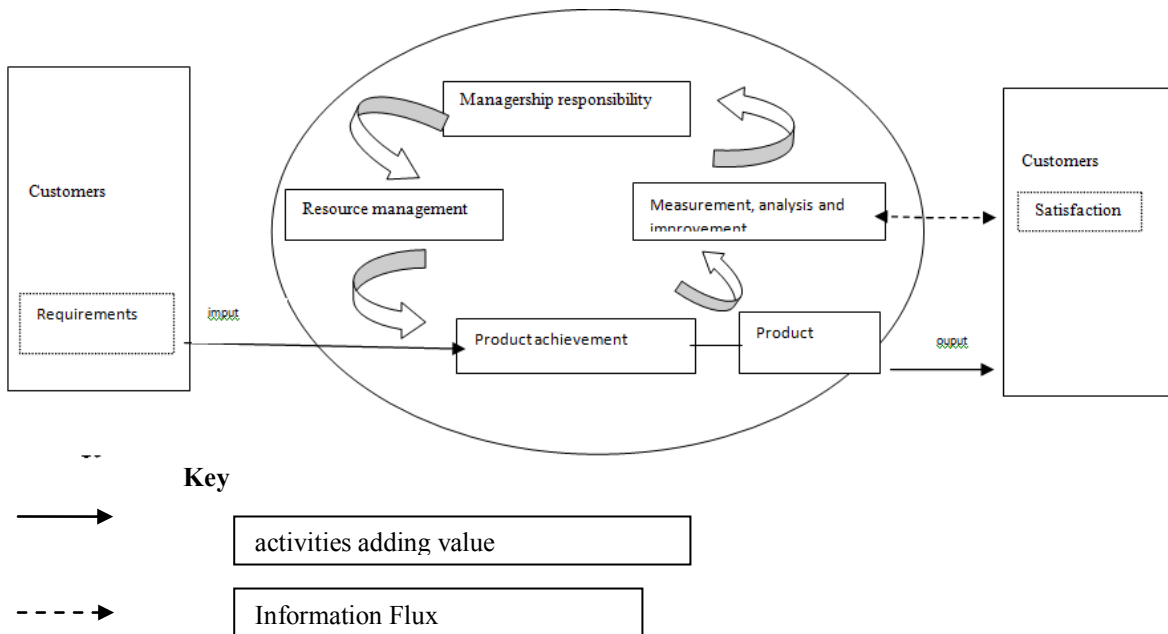 Managership responsibility
Customers
Resource management
Measurement, analysis and
improvement
Customers
Satisfaction
Requirements
imput
Product achievement
Product
ouput
Key
activities adding value
Information Flux